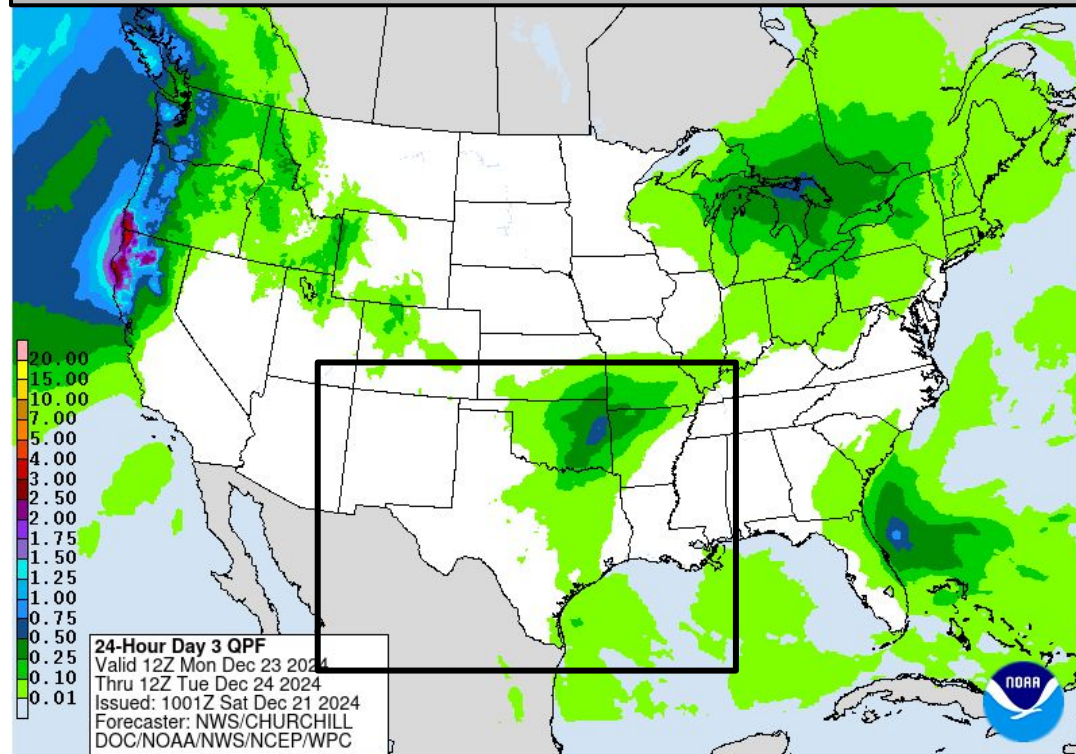 20.00
15.00
10.00
7.00
5.00
4.00
3.00
2.50
2.00
1.75
1.50
1.25
1.00
0.75
0.50
0.25
0.10
0.01
24-Hour Day 3 QPF
Valid 12Z Mon Dec 23 2024
Thru 12Z Tue Dec 24 2024
Issued: 1001Z Sat Dec 21 2024
Forecaster: NWS/CHURCHILL
DOC/NOAA/NWS/NCEP/WPC
NOAA